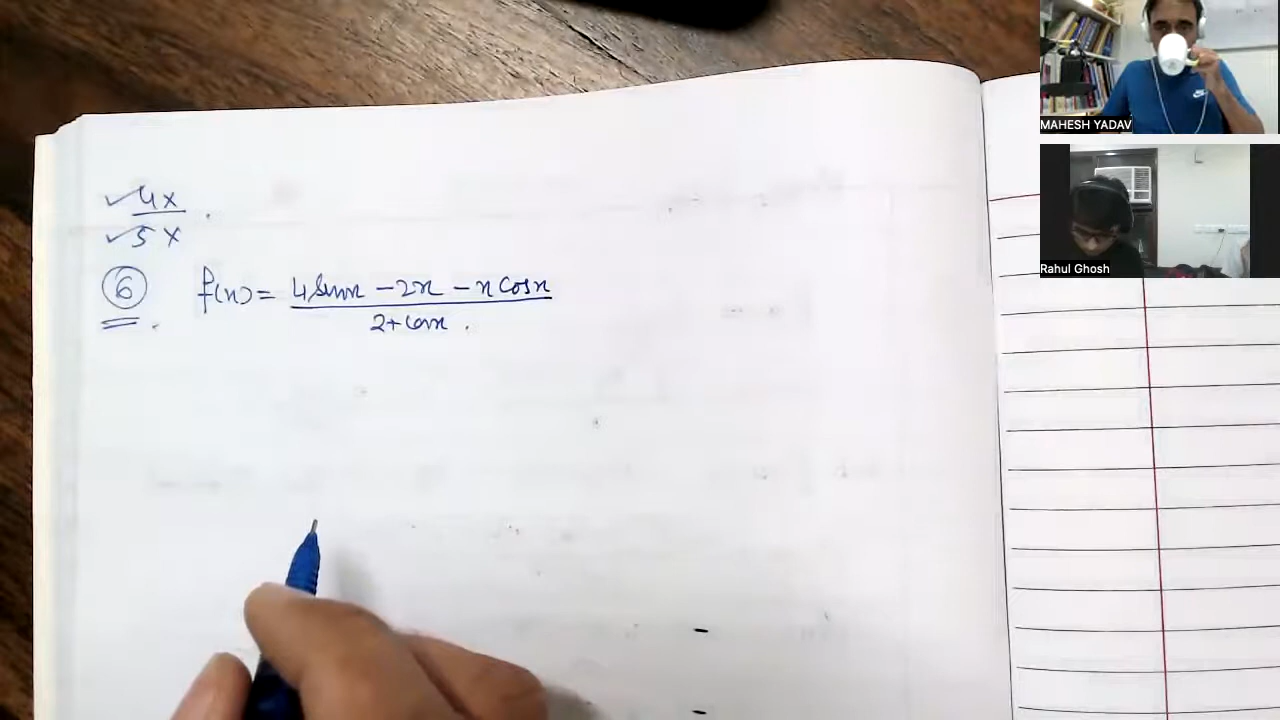 ✓4x
✓5x
6 f(x) = 4 sinx - 2x - x cosx
2 + cosx .
MAHESH YADAV
Rahul Ghosh